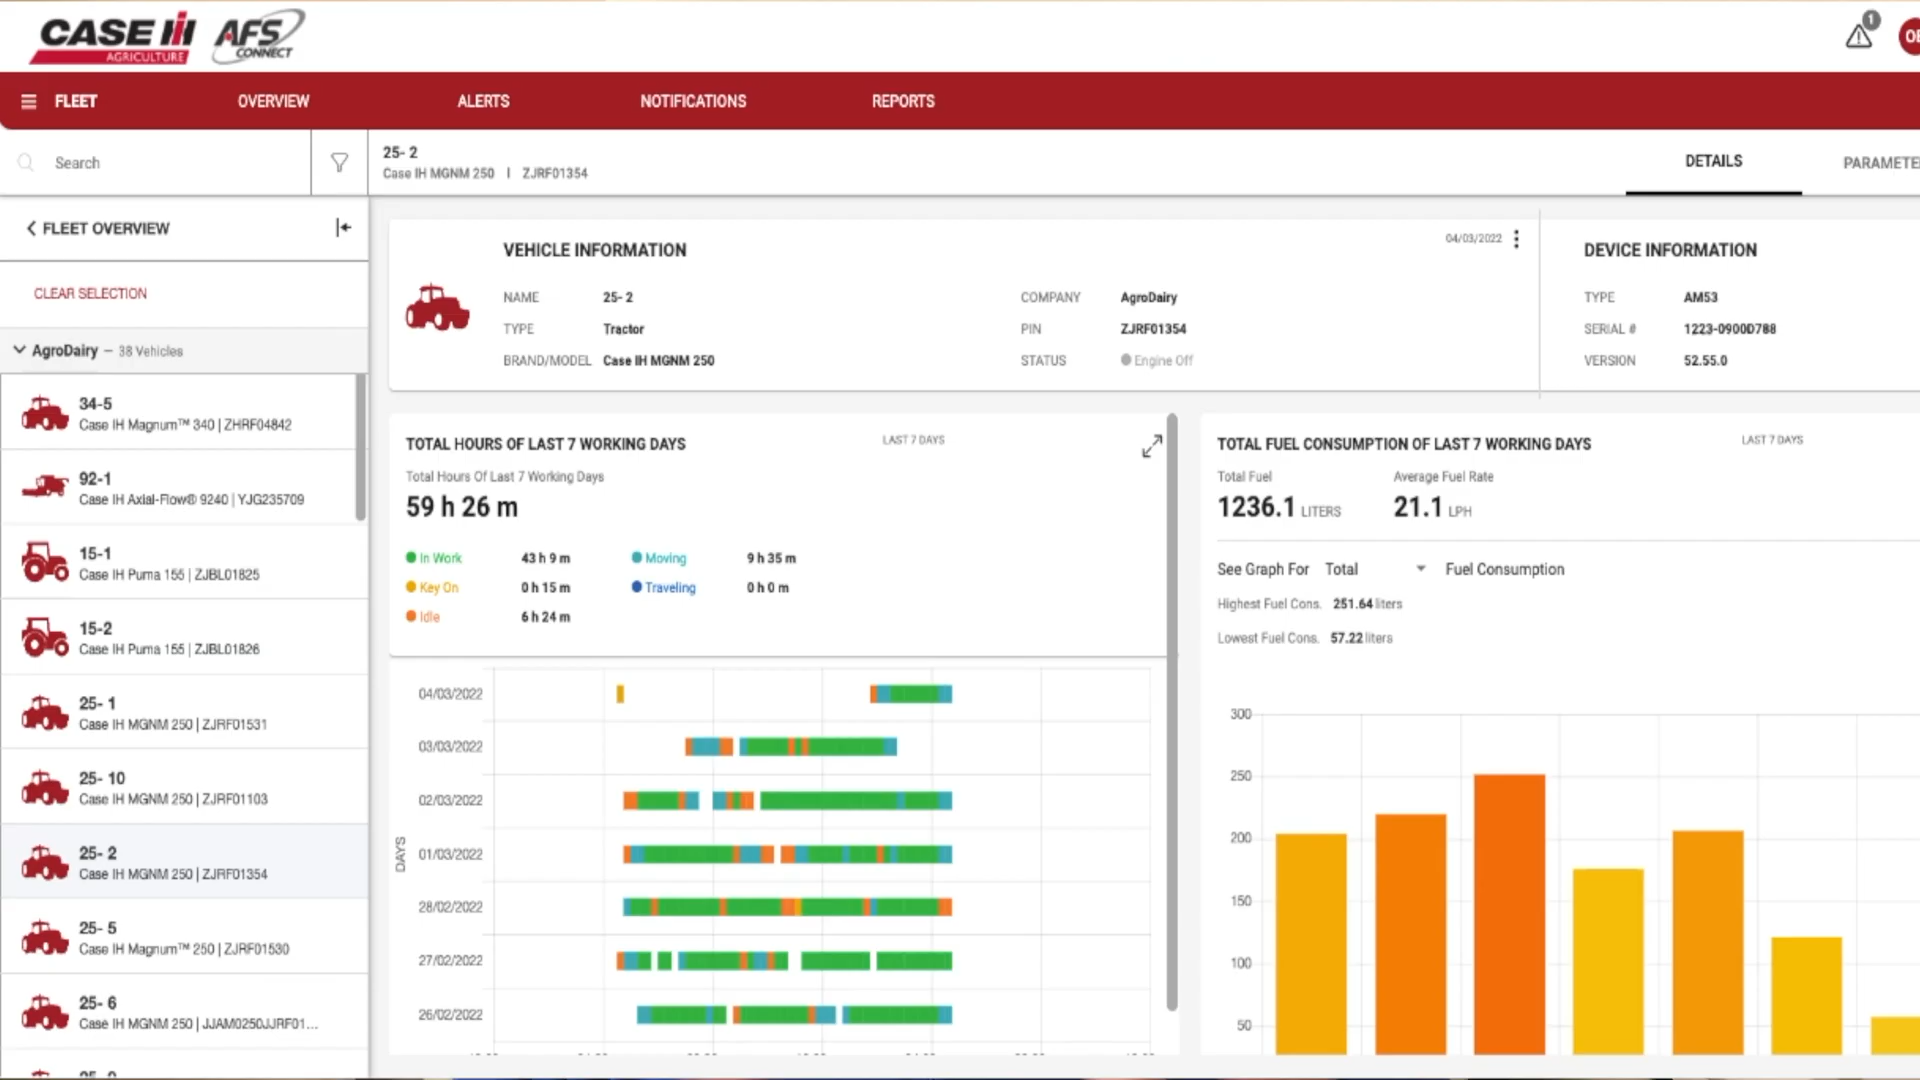 CASE IH
AGRICULTURE
AFS
CONNECT
1
FLEET
OVERVIEW
ALERTS
NOTIFICATIONS
REPORTS
Search
25- 2
Case IH MGNM 250 | ZJRF01354
DETAILS
PARAMETE
FLEET OVERVIEW
CLEAR SELECTION
AgroDairy – 38 Vehicles
34-5
Case IH Magnum™ 340 | ZHRF04842
92-1
Case IH Axial-Flow® 9240 | YJG235709
15-1
Case IH Puma 155 | ZJBL01825
15-2
Case IH Puma 155 | ZJBL01826
25- 1
Case IH MGNM 250 | ZJRF01531
25- 10
Case IH MGNM 250 | ZJRF01103
25- 2
Case IH MGNM 250 | ZJRF01354
25- 5
Case IH Magnum™ 250 | ZJRF01530
25- 6
Case IH MGNM 250 | JJAM0250JJRF01...
VEHICLE INFORMATION
04/03/2022
NAME 25- 2
TYPE Tractor
BRAND/MODEL Case IH MGNM 250
COMPANY AgroDairy
PIN ZJRF01354
STATUS Engine Off
DEVICE INFORMATION
TYPE AM53
SERIAL # 1223-0900D788
VERSION 52.55.0
TOTAL HOURS OF LAST 7 WORKING DAYS
LAST 7 DAYS
Total Hours Of Last 7 Working Days
59 h 26 m
In Work 43 h 9 m
Moving 9 h 35 m
Key On 0 h 15 m
Traveling 0 h 0 m
Idle 6 h 24 m
DAYS
04/03/2022
03/03/2022
02/03/2022
01/03/2022
28/02/2022
27/02/2022
26/02/2022
TOTAL FUEL CONSUMPTION OF LAST 7 WORKING DAYS
LAST 7 DAYS
Total Fuel
1236.1 LITERS
Average Fuel Rate
21.1 LPH
See Graph For Total Fuel Consumption
Highest Fuel Cons. 251.64 liters
Lowest Fuel Cons. 57.22 liters
300
250
200
150
100
50